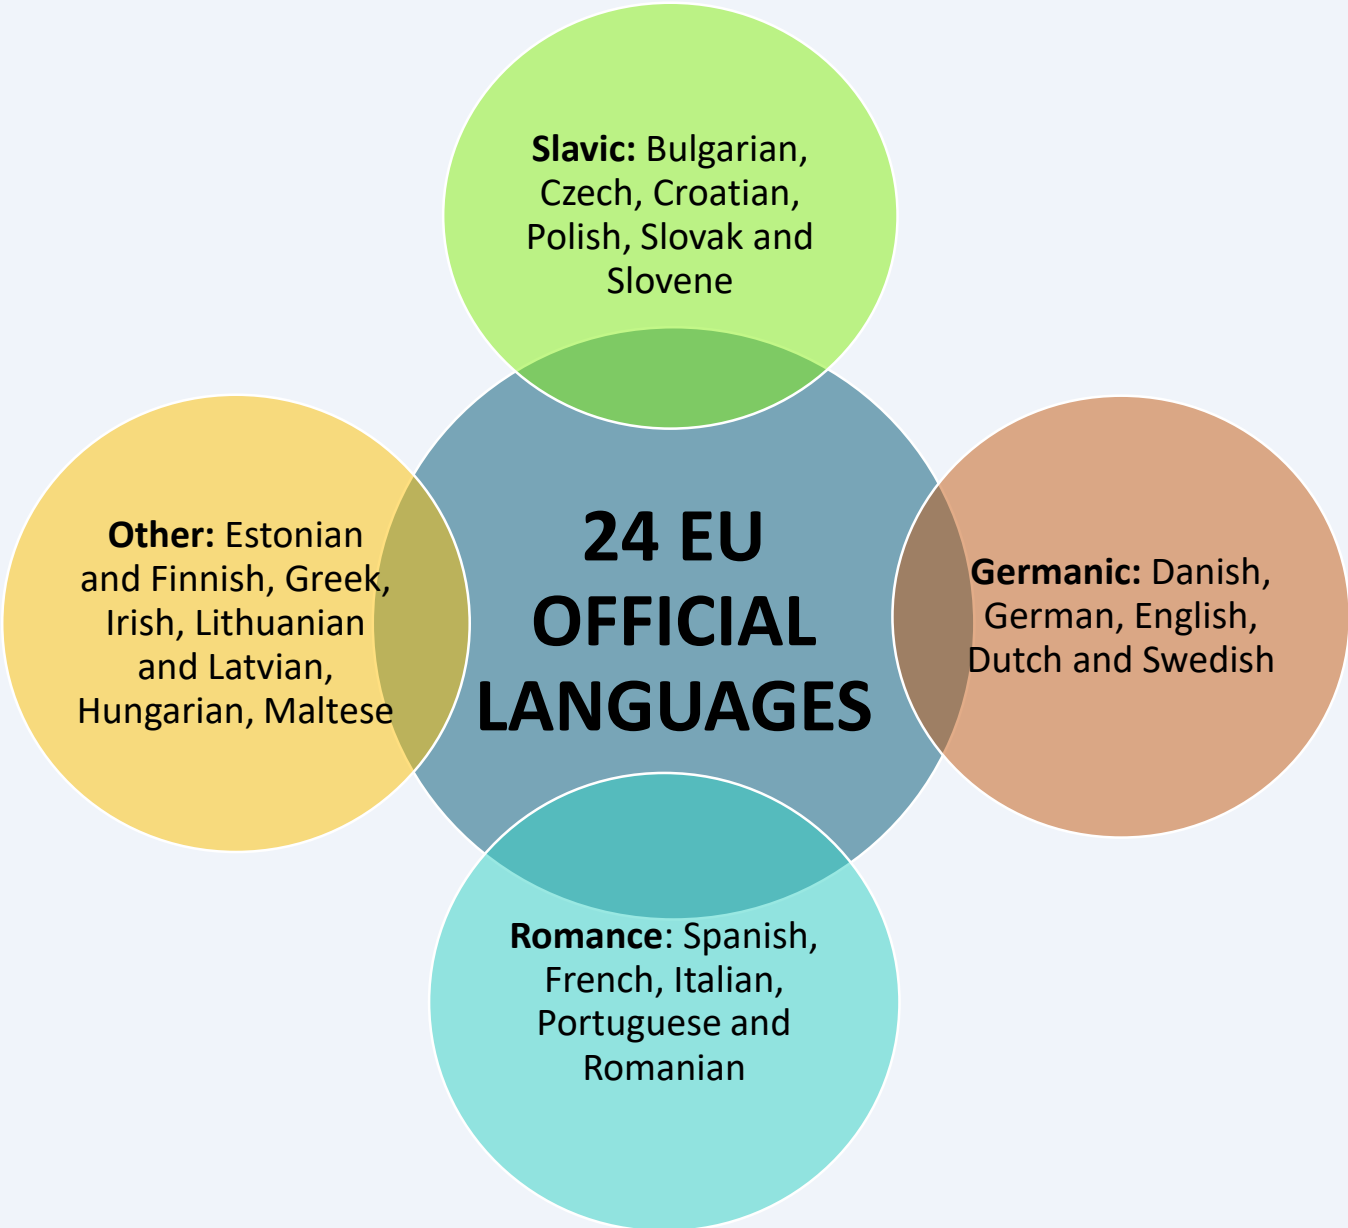 Slavic: Bulgarian,
Czech, Croatian,
Polish, Slovak and
Slovene
Other: Estonian
and Finnish, Greek,
Irish, Lithuanian
and Latvian,
Hungarian, Maltese
24 EU
OFFICIAL
LANGUAGES
Germanic: Danish,
German, English,
Dutch and Swedish
Romance: Spanish,
French, Italian,
Portuguese and
Romanian